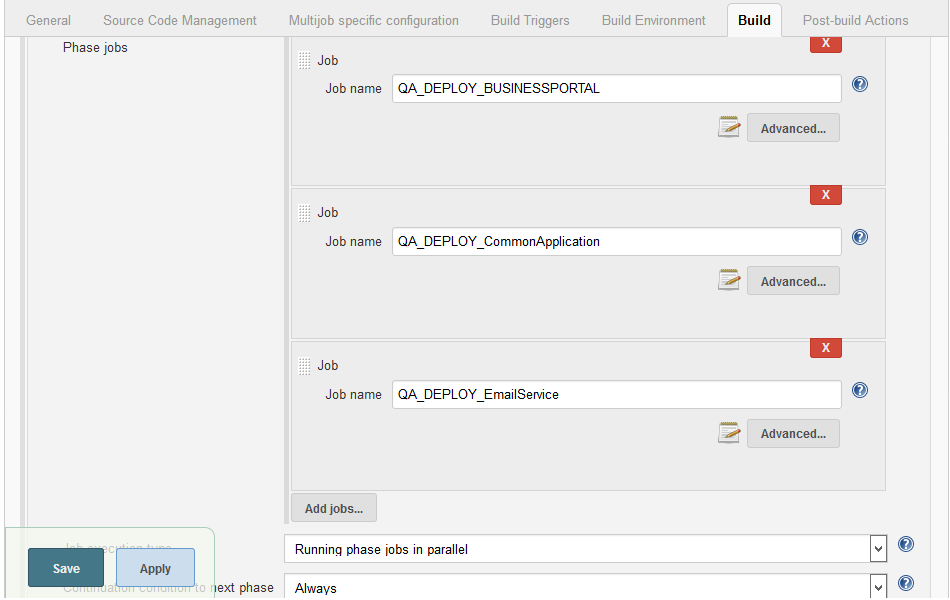 General Source Code Management Multijob specific configuration Build Triggers Build Environment Build Post-build Actions
Phase jobs
X
Job
Job name QA_DEPLOY_BUSINESSPORTAL ?
Advanced...
X
Job
Job name QA_DEPLOY_CommonApplication ?
Advanced...
X
Job
Job name QA_DEPLOY_EmailService ?
Advanced...
Add jobs...
Job execution type Running phase jobs in parallel ?
Save Apply
Continuation condition to next phase Always ?